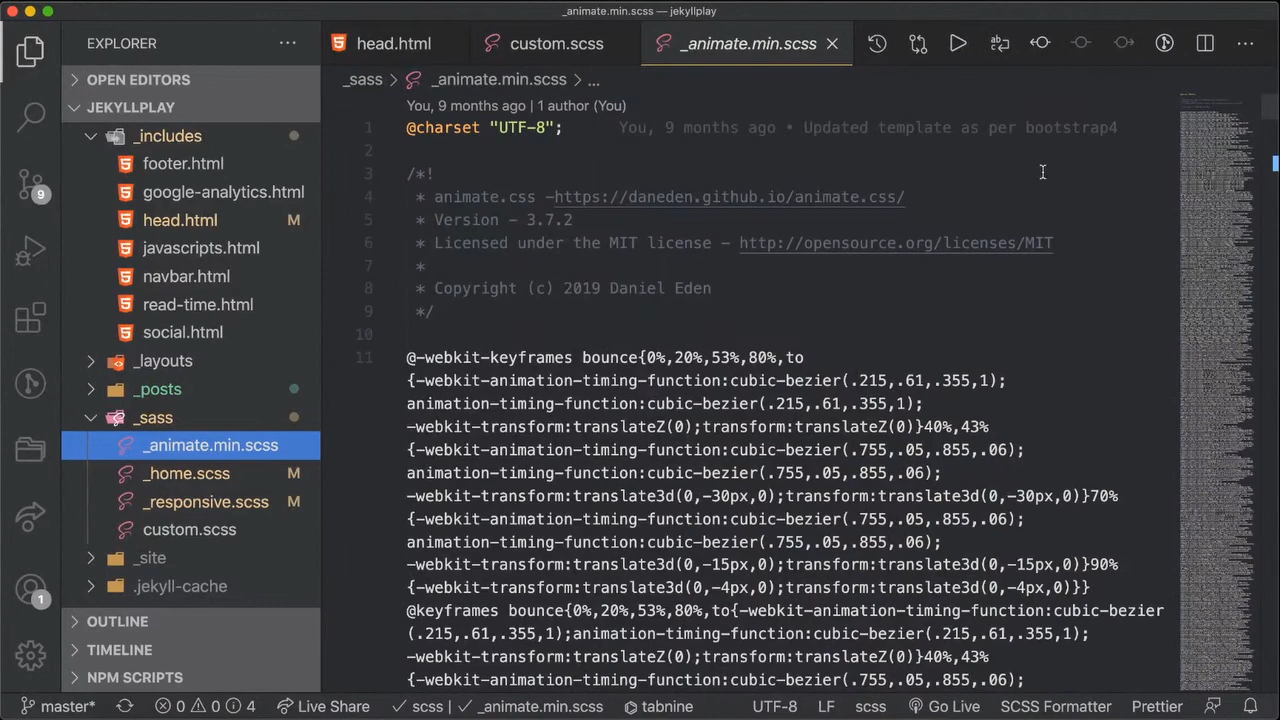 _animate.min.scss — jekyllplay
EXPLORER
head.html
custom.scss
_animate.min.scss
OPEN EDITORS
JEKYLLPLAY
_includes
footer.html
google-analytics.html
head.html M
javascripts.html
navbar.html
read-time.html
social.html
_layouts
_posts
_sass
_animate.min.scss
_home.scss M
_responsive.scss M
custom.scss
_site
.jekyll-cache
OUTLINE
TIMELINE
NPM SCRIPTS
9
1
_sass > _animate.min.scss > ...
You, 9 months ago | 1 author (You)
1 @charset "UTF-8"; You, 9 months ago • Updated template as per bootstrap4
2
3 /*!
4 * animate.css -https://daneden.github.io/animate.css/
5 * Version - 3.7.2
6 * Licensed under the MIT license - http://opensource.org/licenses/MIT
7 *
8 * Copyright (c) 2019 Daniel Eden
9 */
10
11 @-webkit-keyframes bounce{0%,20%,53%,80%,to
{-webkit-animation-timing-function:cubic-bezier(.215,.61,.355,1);
animation-timing-function:cubic-bezier(.215,.61,.355,1);
-webkit-transform:translateZ(0);transform:translateZ(0)}40%,43%
{-webkit-animation-timing-function:cubic-bezier(.755,.05,.855,.06);
animation-timing-function:cubic-bezier(.755,.05,.855,.06);
-webkit-transform:translate3d(0,-30px,0);transform:translate3d(0,-30px,0)}70%
{-webkit-animation-timing-function:cubic-bezier(.755,.05,.855,.06);
animation-timing-function:cubic-bezier(.755,.05,.855,.06);
-webkit-transform:translate3d(0,-15px,0);transform:translate3d(0,-15px,0)}90%
{-webkit-transform:translate3d(0,-4px,0);transform:translate3d(0,-4px,0)}}
@keyframes bounce{0%,20%,53%,80%,to{-webkit-animation-timing-function:cubic-bezier
(.215,.61,.355,1);animation-timing-function:cubic-bezier(.215,.61,.355,1);
-webkit-transform:translateZ(0);transform:translateZ(0)}40%,43%
{-webkit-animation-timing-function:cubic-bezier(.755,.05,.855,.06);
master* 0 0 4 Live Share scss _animate.min.scss tabnine UTF-8 LF scss Go Live SCSS Formatter Prettier